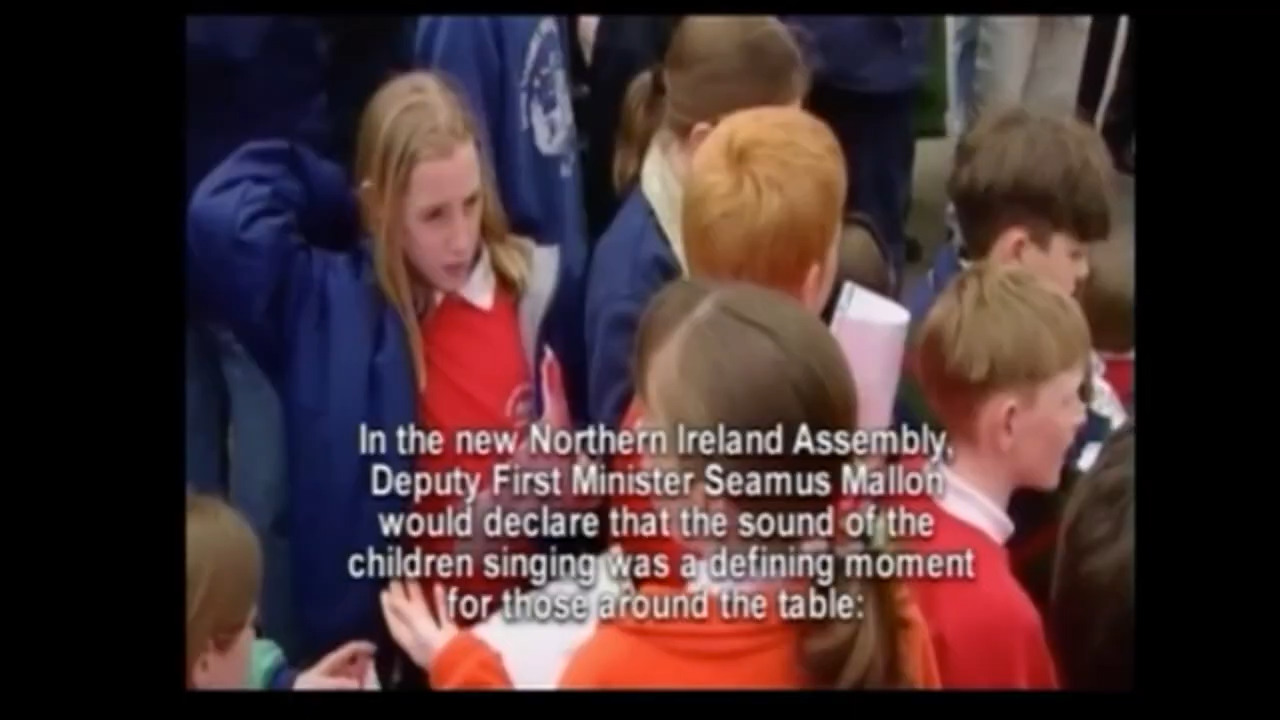 In the new Northern Ireland Assembly,
Deputy First Minister Seamus Mallon
would declare that the sound of the
children singing was a defining moment
for those around the table: